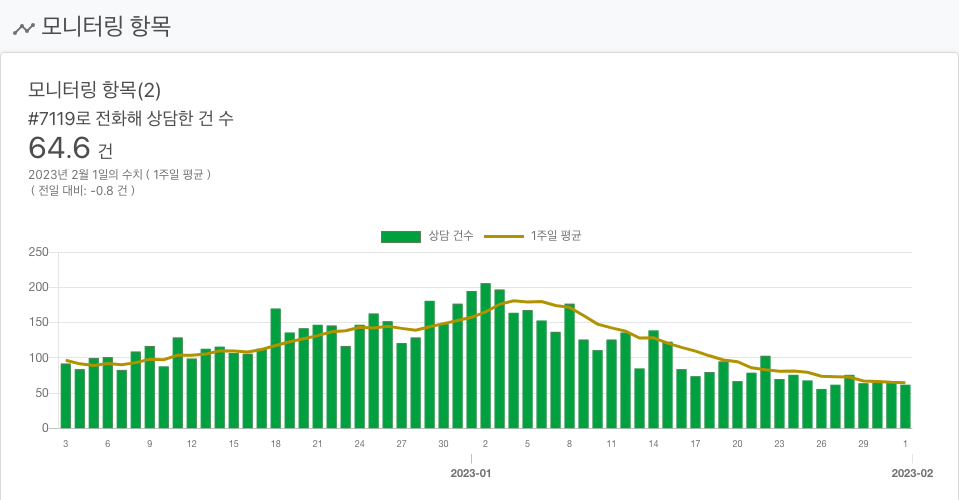 모니터링 항목
모니터링 항목(2)
#7119로 전화해 상담한 건 수
64.6 건
2023년 2월 1일의 수치 ( 1주일 평균 )
( 전일 대비: -0.8 건 )
상담 건수 1주일 평균
250
200
150
100
50
0
3 6 9 12 15 18 21 24 27 30 2 5 8 11 14 17 20 23 26 29 1
2023-01 2023-02